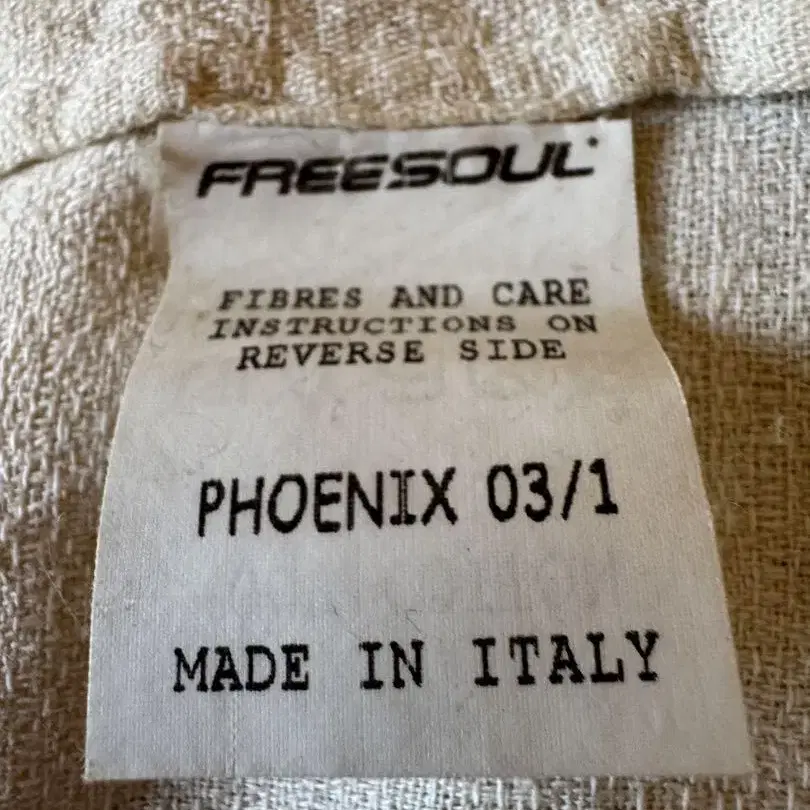 FREESOUL
FIBRES AND CARE
INSTRUCTIONS ON
REVERSE SIDE
PHOENIX 03/1
MADE IN ITALY